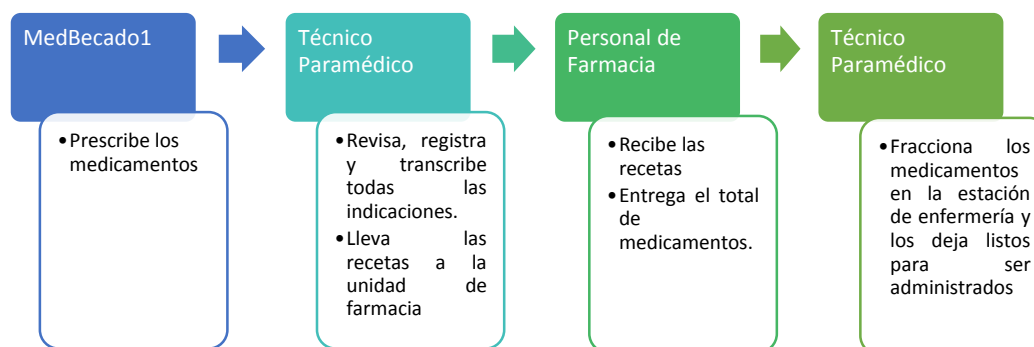 MedBecado1
•Prescribe los
medicamentos
Técnico
Paramédico
•Revisa, registra
y transcribe
todas las
indicaciones.
•Lleva las
recetas a la
unidad de
farmacia
Personal de
Farmacia
•Recibe las
recetas
•Entrega el total
de
medicamentos.
Técnico
Paramédico
•Fracciona los
medicamentos
en la estación
de enfermería y
los deja listos
para ser
administrados